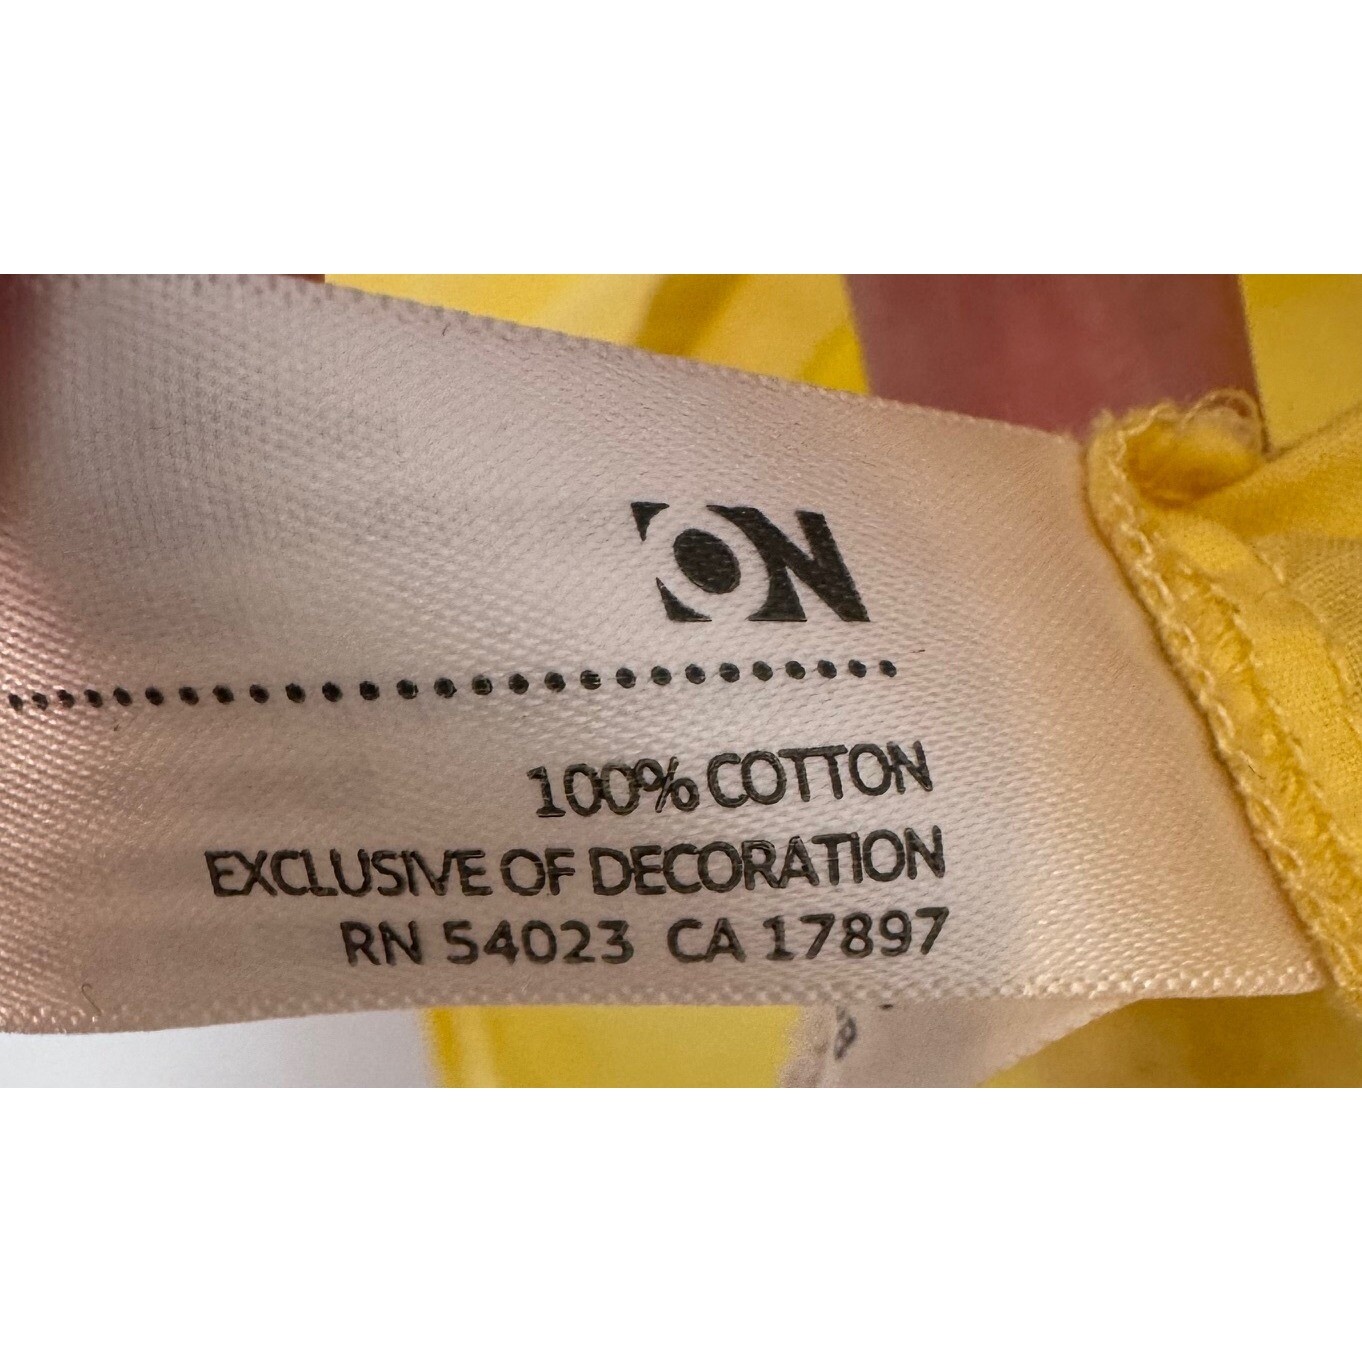 ON
100% COTTON
EXCLUSIVE OF DECORATION
RN 54023 CA 17897